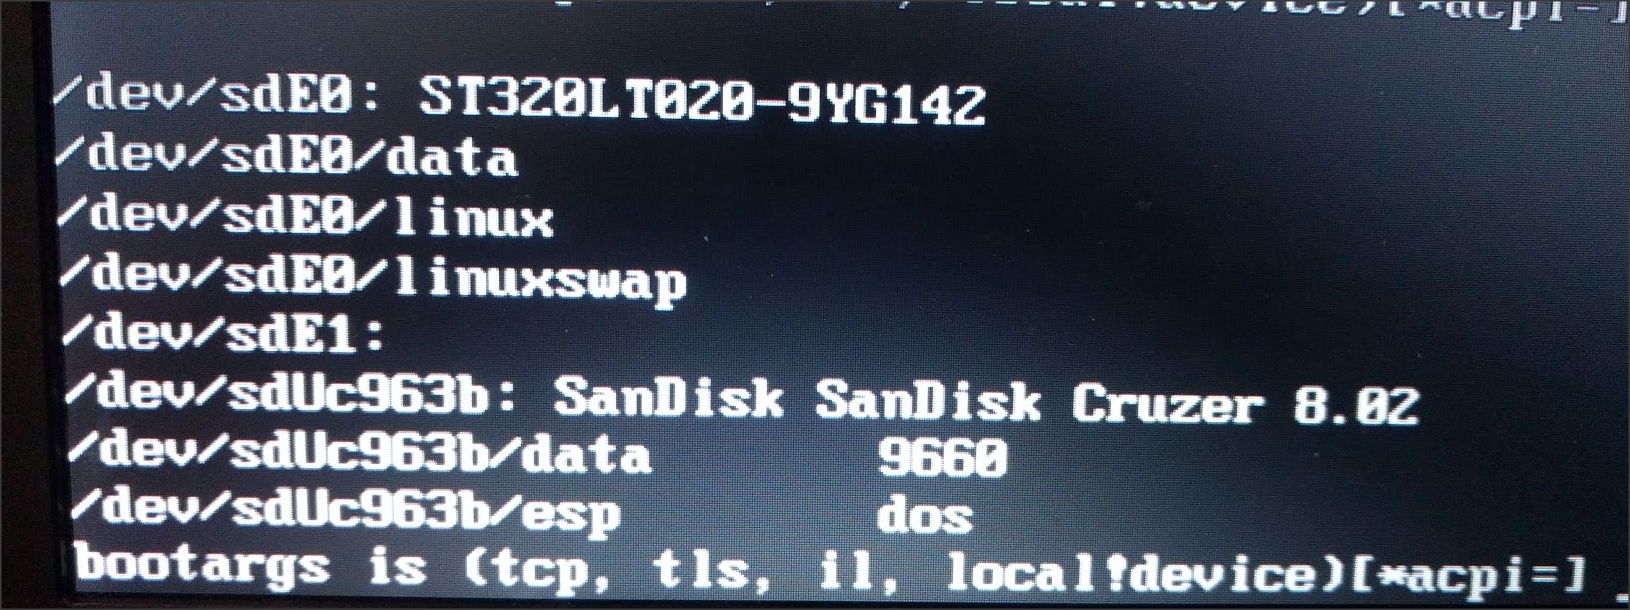 local!device)[*acpi=]
/dev/sdE0: ST320LT020-9YG142
/dev/sdE0/data
/dev/sdE0/linux
/dev/sdE0/linuxswap
/dev/sdE1:
/dev/sdUc963b: SanDisk SanDisk Cruzer 8.02
/dev/sdUc963b/data 9660
/dev/sdUc963b/esp dos
bootargs is (tcp, tls, il, local!device)[*acpi=]